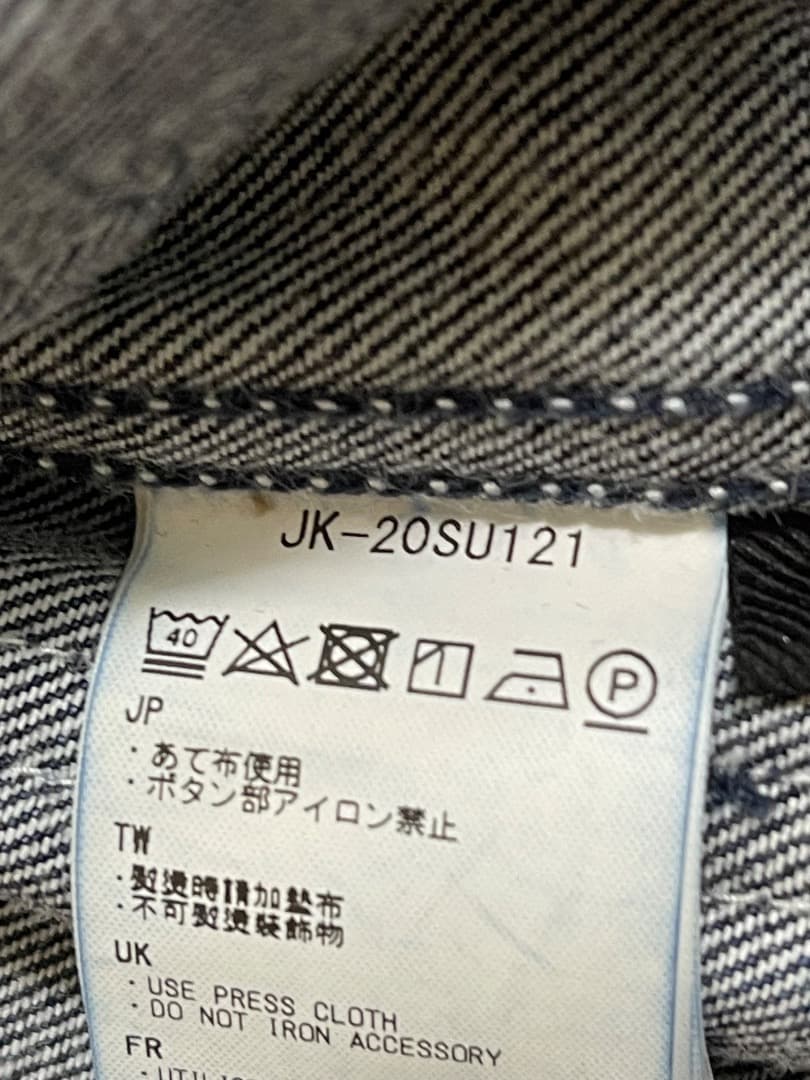 JK-20SU121
40
P
JP
・あて布使用
・ボタン部アイロン禁止
TW
・熨燙時請加墊布
・不可熨燙裝飾物
UK
・USE PRESS CLOTH
・DO NOT IRON ACCESSORY
FR